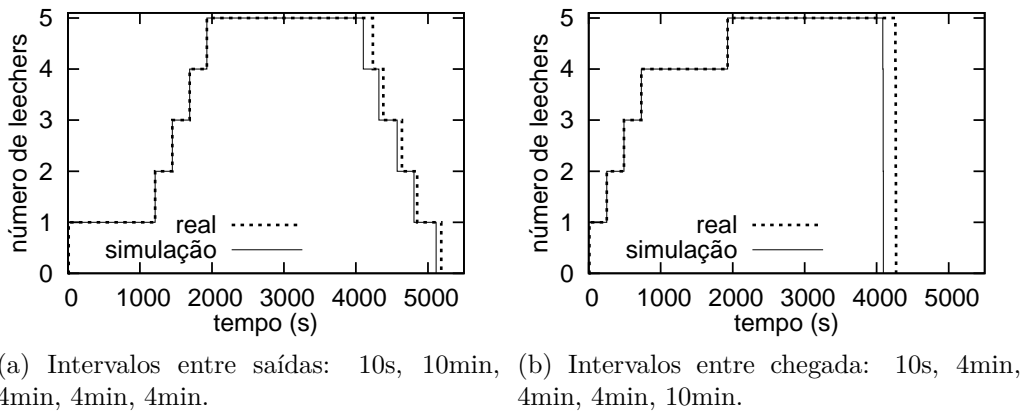 5
4
3
2
1
0
número de leechers
real
simulação
0 1000 2000 3000 4000 5000
tempo (s)
5
4
3
2
1
0
número de leechers
real
simulação
0 1000 2000 3000 4000 5000
tempo (s)
(a) Intervalos entre saídas: 10s, 10min,
4min, 4min, 4min.
(b) Intervalos entre chegada: 10s, 4min,
4min, 4min, 10min.